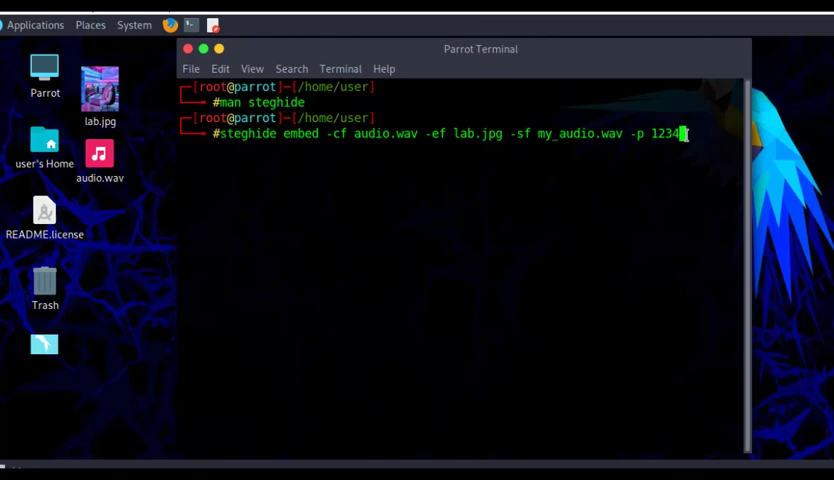 Applications Places System
Parrot Terminal
File Edit View Search Terminal Help
┌─[root@parrot]─[/home/user]
└──╼ #man steghide
┌─[root@parrot]─[/home/user]
└──╼ #steghide embed -cf audio.wav -ef lab.jpg -sf my_audio.wav -p 1234
Parrot
lab.jpg
user's Home
audio.wav
README.license
Trash